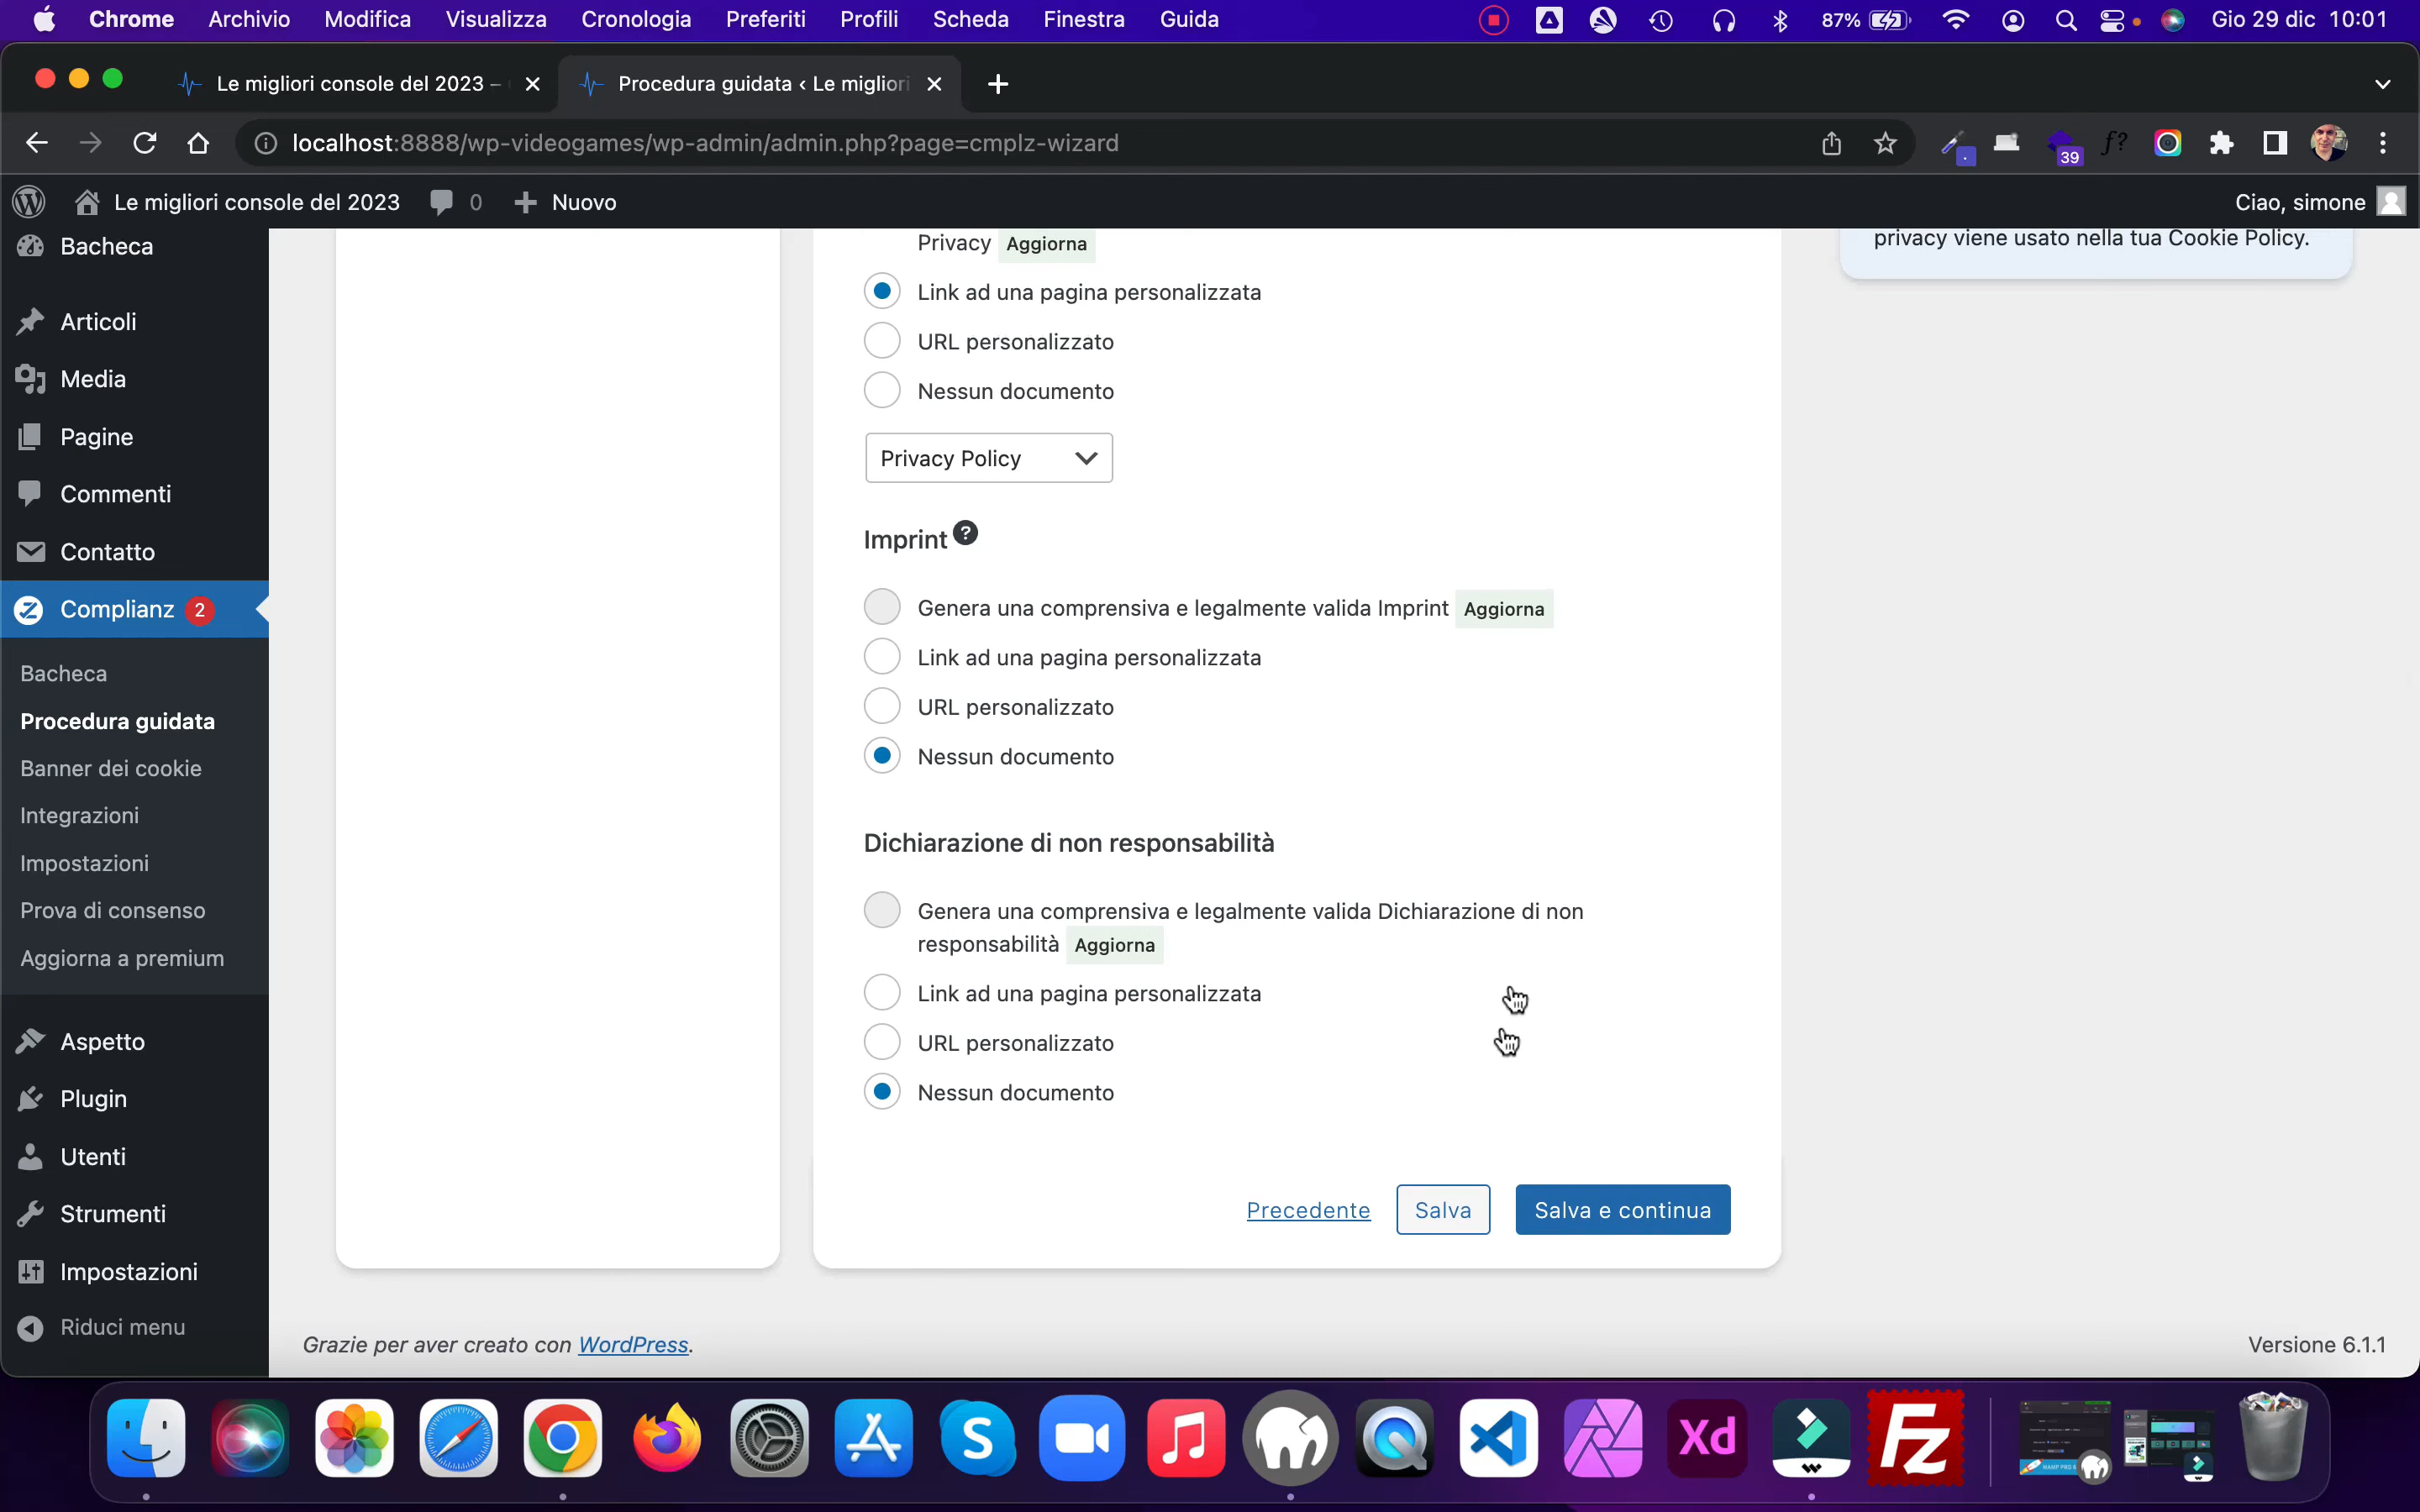 Chrome Archivio Modifica Visualizza Cronologia Preferiti Profili Scheda Finestra Guida 87% Gio 29 dic 10:01
Le migliori console del 2023 –
Procedura guidata ‹ Le migliori
localhost:8888/wp-videogames/wp-admin/admin.php?page=cmplz-wizard
39
f?
Le migliori console del 2023 0 Nuovo Ciao, simone
Bacheca
Articoli
Media
Pagine
Commenti
Contatto
Complianz 2
Bacheca
Procedura guidata
Banner dei cookie
Integrazioni
Impostazioni
Prova di consenso
Aggiorna a premium
Aspetto
Plugin
Utenti
Strumenti
Impostazioni
Riduci menu
Privacy Aggiorna
Link ad una pagina personalizzata
URL personalizzato
Nessun documento
Privacy Policy
Imprint ?
Genera una comprensiva e legalmente valida Imprint Aggiorna
Link ad una pagina personalizzata
URL personalizzato
Nessun documento
Dichiarazione di non responsabilità
Genera una comprensiva e legalmente valida Dichiarazione di non
responsabilità Aggiorna
Link ad una pagina personalizzata
URL personalizzato
Nessun documento
Precedente Salva Salva e continua
privacy viene usato nella tua Cookie Policy.
Grazie per aver creato con WordPress.
Versione 6.1.1
S
Xd
Fz